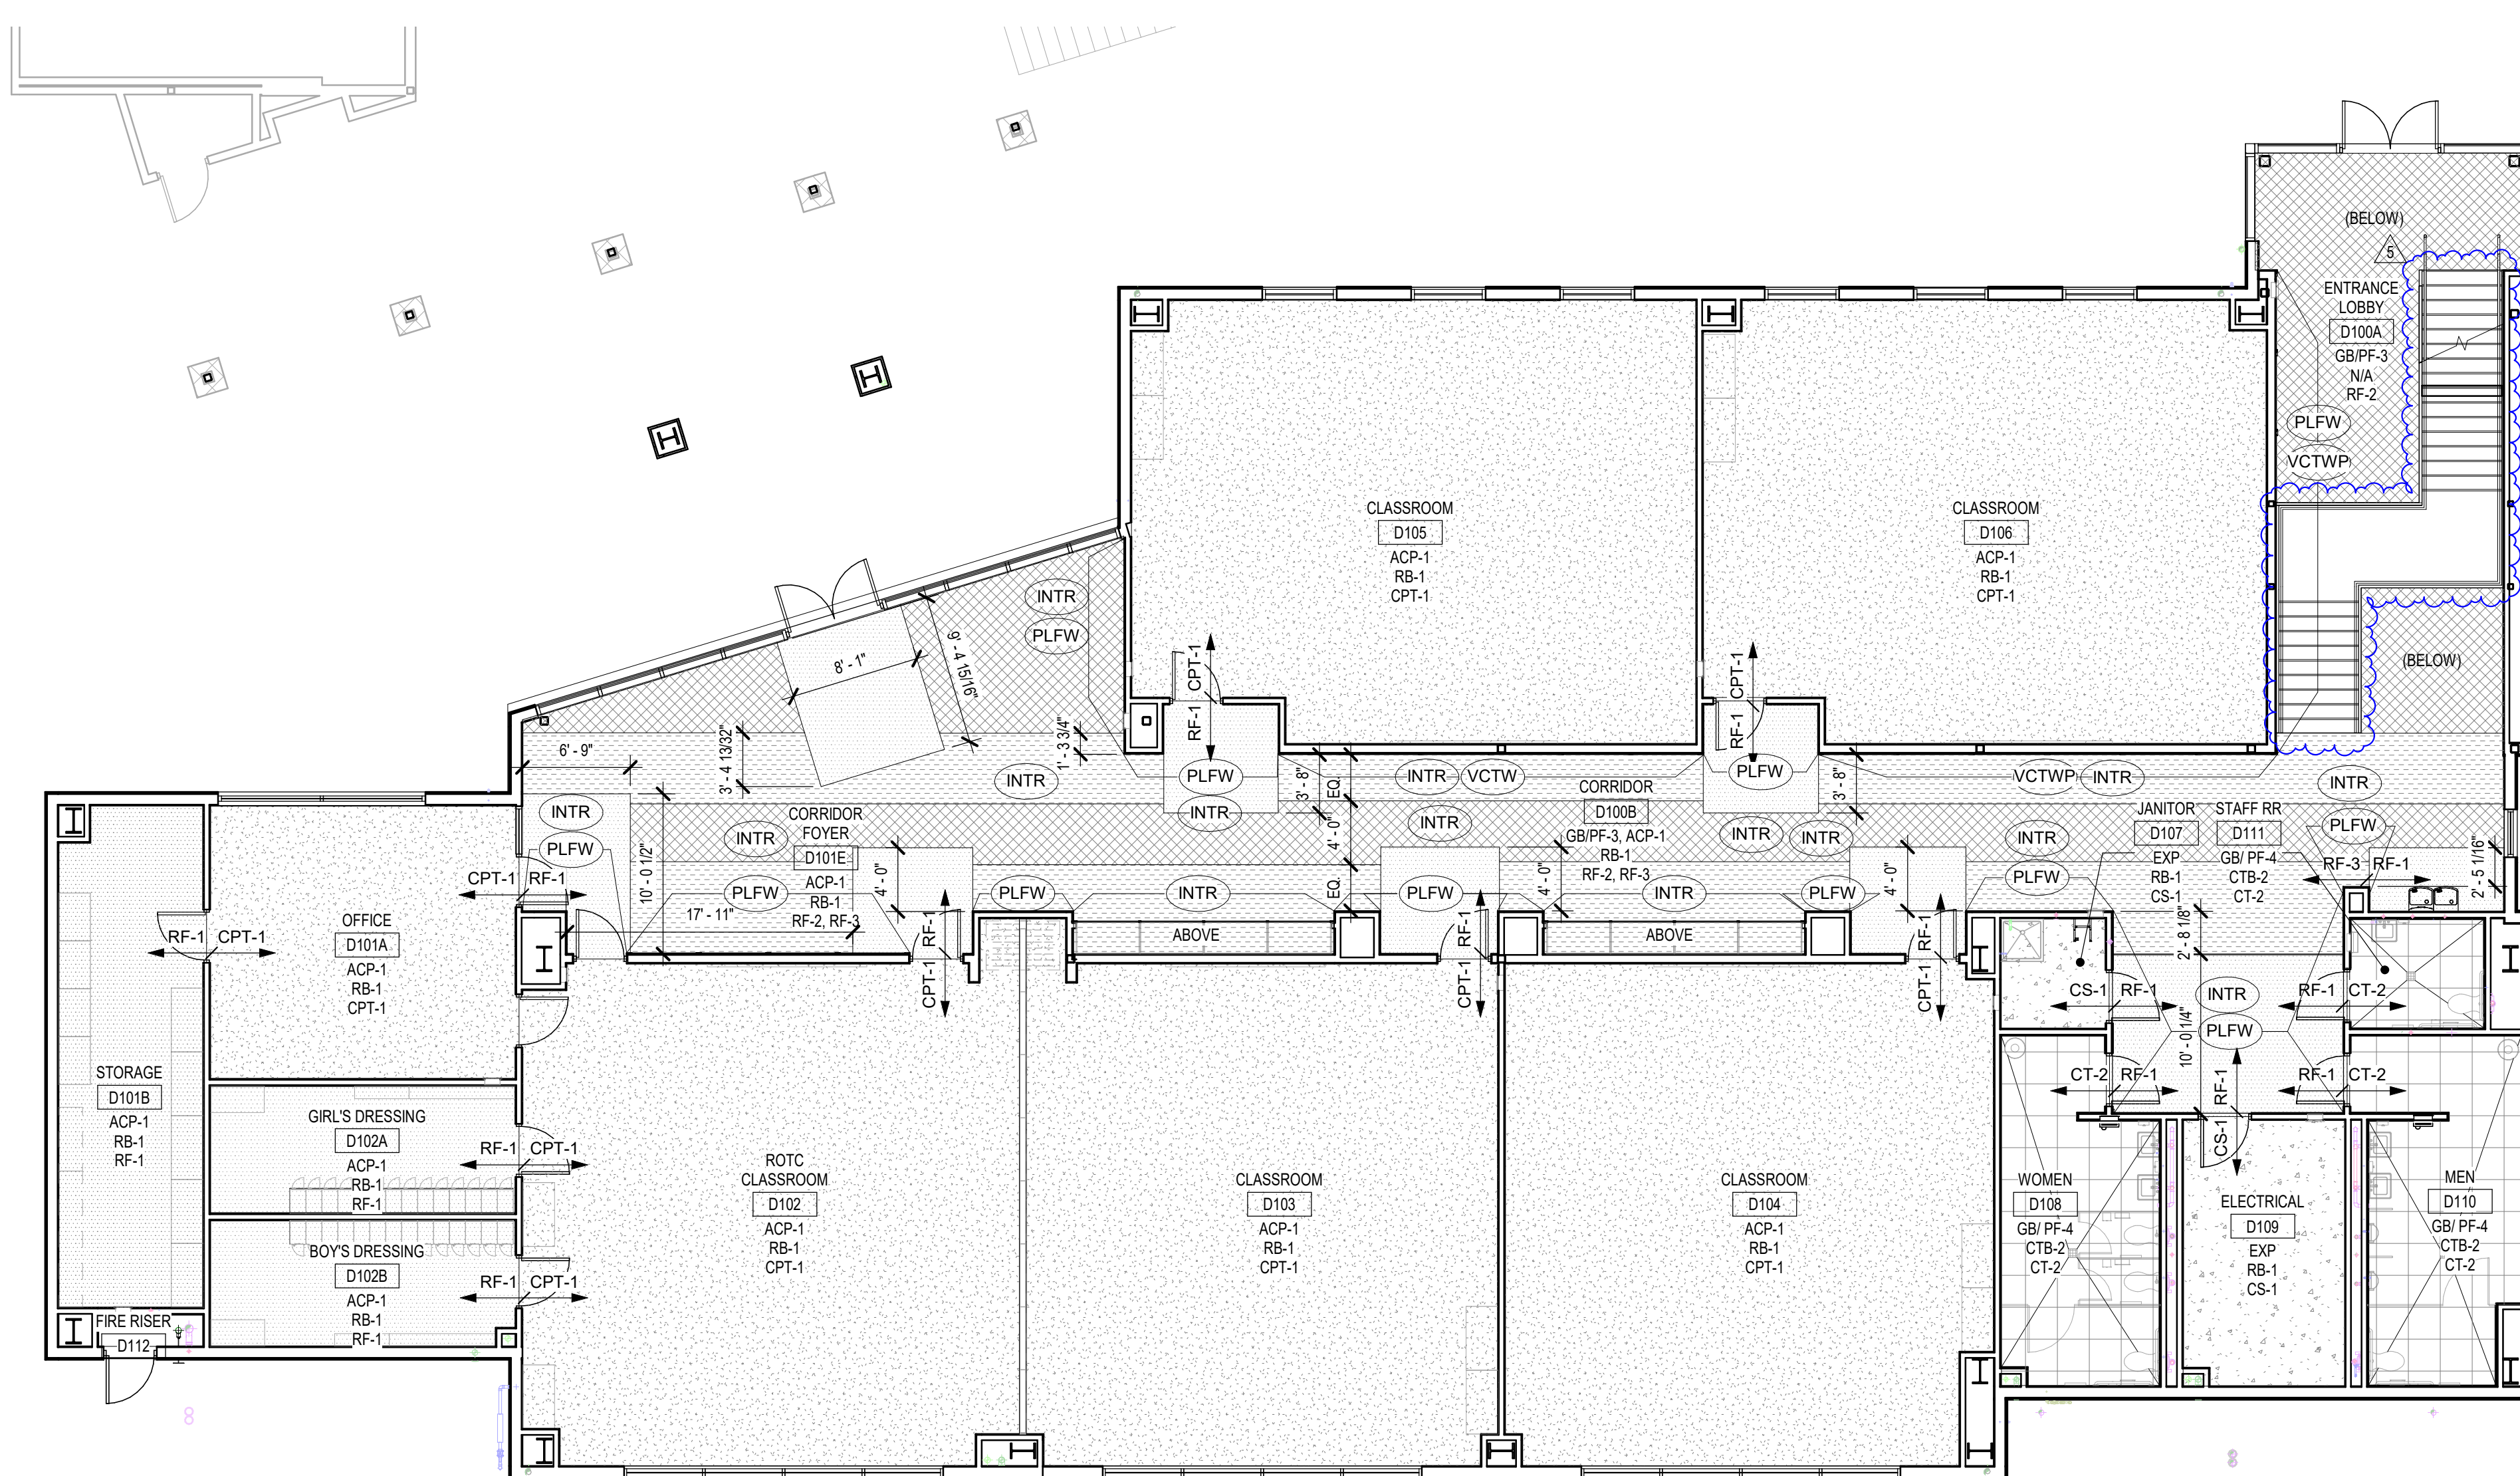 (BELOW)
5
ENTRANCE
LOBBY
D100A
GB/PF-3
N/A
RF-2
PLFW
VCTWP
(BELOW)
CLASSROOM
D105
ACP-1
RB-1
CPT-1
CLASSROOM
D106
ACP-1
RB-1
CPT-1
INTR
PLFW
8' - 1"
9' - 4 15/16"
CPT-1
RF-1
CPT-1
RF-1
6' - 9"
3' - 4 13/32"
1' - 3 3/4"
INTR
PLFW
INTR
3' - 8"
EQ.
4' - 0"
EQ.
INTR
VCTW
PLFW
3' - 8"
VCTWP
INTR
INTR
INTR
PLFW
INTR
CORRIDOR
FOYER
D101E
ACP-1
RB-1
RF-2, RF-3
10' - 0 1/2"
17' - 11"
PLFW
4' - 0"
PLFW
INTR
INTR
CORRIDOR
D100B
GB/PF-3, ACP-1
RB-1
RF-2, RF-3
PLFW
4' - 0"
INTR
PLFW
INTR
INTR
4' - 0"
INTR
PLFW
JANITOR
D107
EXP
RB-1
CS-1
STAFF RR
D111
GB/ PF-4
CTB-2
CT-2
PLFW
RF-3
RF-1
2' - 5 1/16"
ABOVE
ABOVE
CPT-1
RF-1
RF-1
CPT-1
RF-1
CPT-1
RF-1
CPT-1
RF-1
CPT-1
OFFICE
D101A
ACP-1
RB-1
CPT-1
2' - 8 1/8"
10' - 0 1/4"
CS-1
RF-1
INTR
PLFW
RF-1
CT-2
CT-2
RF-1
RF-1
CT-2
RF-1
CS-1
STORAGE
D101B
ACP-1
RB-1
RF-1
GIRL'S DRESSING
D102A
ACP-1
RB-1
RF-1
RF-1
CPT-1
BOY'S DRESSING
D102B
ACP-1
RB-1
RF-1
RF-1
CPT-1
FIRE RISER
D112
ROTC
CLASSROOM
D102
ACP-1
RB-1
CPT-1
CLASSROOM
D103
ACP-1
RB-1
CPT-1
CLASSROOM
D104
ACP-1
RB-1
CPT-1
WOMEN
D108
GB/ PF-4
CTB-2
CT-2
ELECTRICAL
D109
EXP
RB-1
CS-1
MEN
D110
GB/ PF-4
CTB-2
CT-2